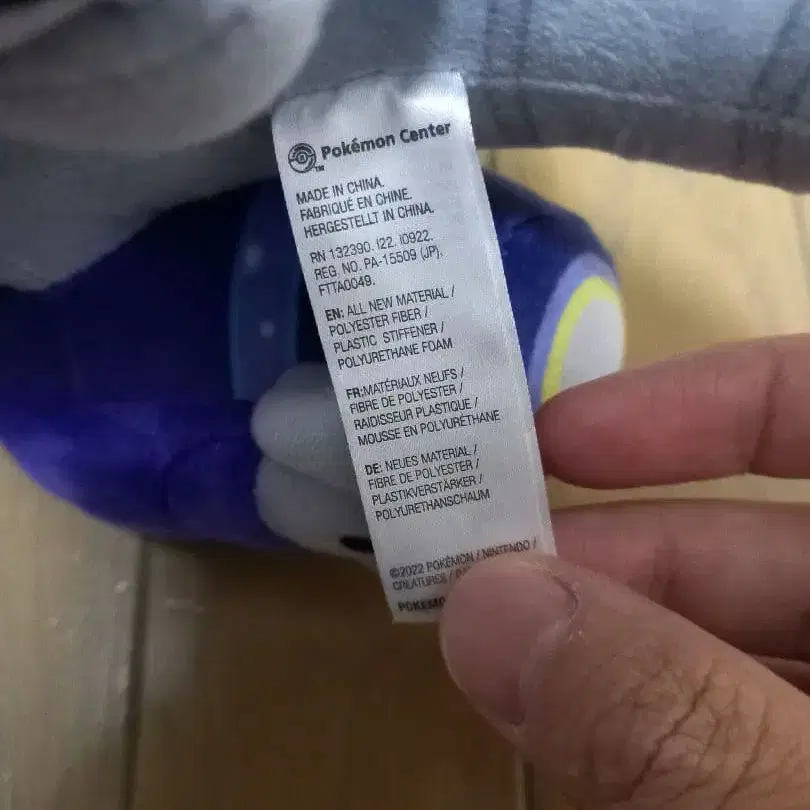 Pokémon Center
TM
MADE IN CHINA.
FABRIQUÉ EN CHINE.
HERGESTELLT IN CHINA.
RN 132390. I22. I0922.
REG. NO. PA-15509 (JP).
FTTA0049.
EN: ALL NEW MATERIAL /
POLYESTER FIBER /
PLASTIC STIFFENER /
POLYURETHANE FOAM
FR:MATÉRIAUX NEUFS /
FIBRE DE POLYESTER /
RAIDISSEUR PLASTIQUE /
MOUSSE EN POLYURÉTHANE
DE: NEUES MATERIAL /
FIBRE DE POLYESTER /
PLASTIKVERSTÄRKER /
POLYURETHANSCHAUM
©2022 POKÉMON / NINTENDO /
CREATURES /